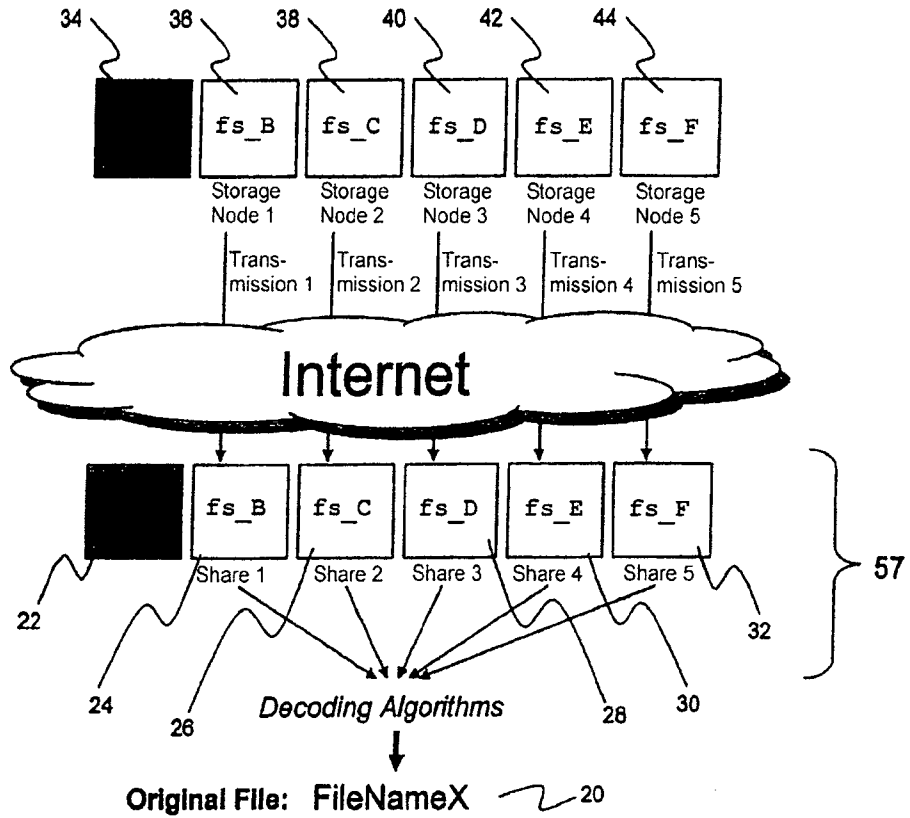 34 36 38 40 42 44
fs_B fs_C fs_D fs_E fs_F
Storage Node 1 Storage Node 2 Storage Node 3 Storage Node 4 Storage Node 5
Trans-mission 1 Trans-mission 2 Trans-mission 3 Trans-mission 4 Trans-mission 5
Internet
fs_B fs_C fs_D fs_E fs_F
Share 1 Share 2 Share 3 Share 4 Share 5
57
22 24 26 28 30 32
Decoding Algorithms
Original File: FileNameX 20